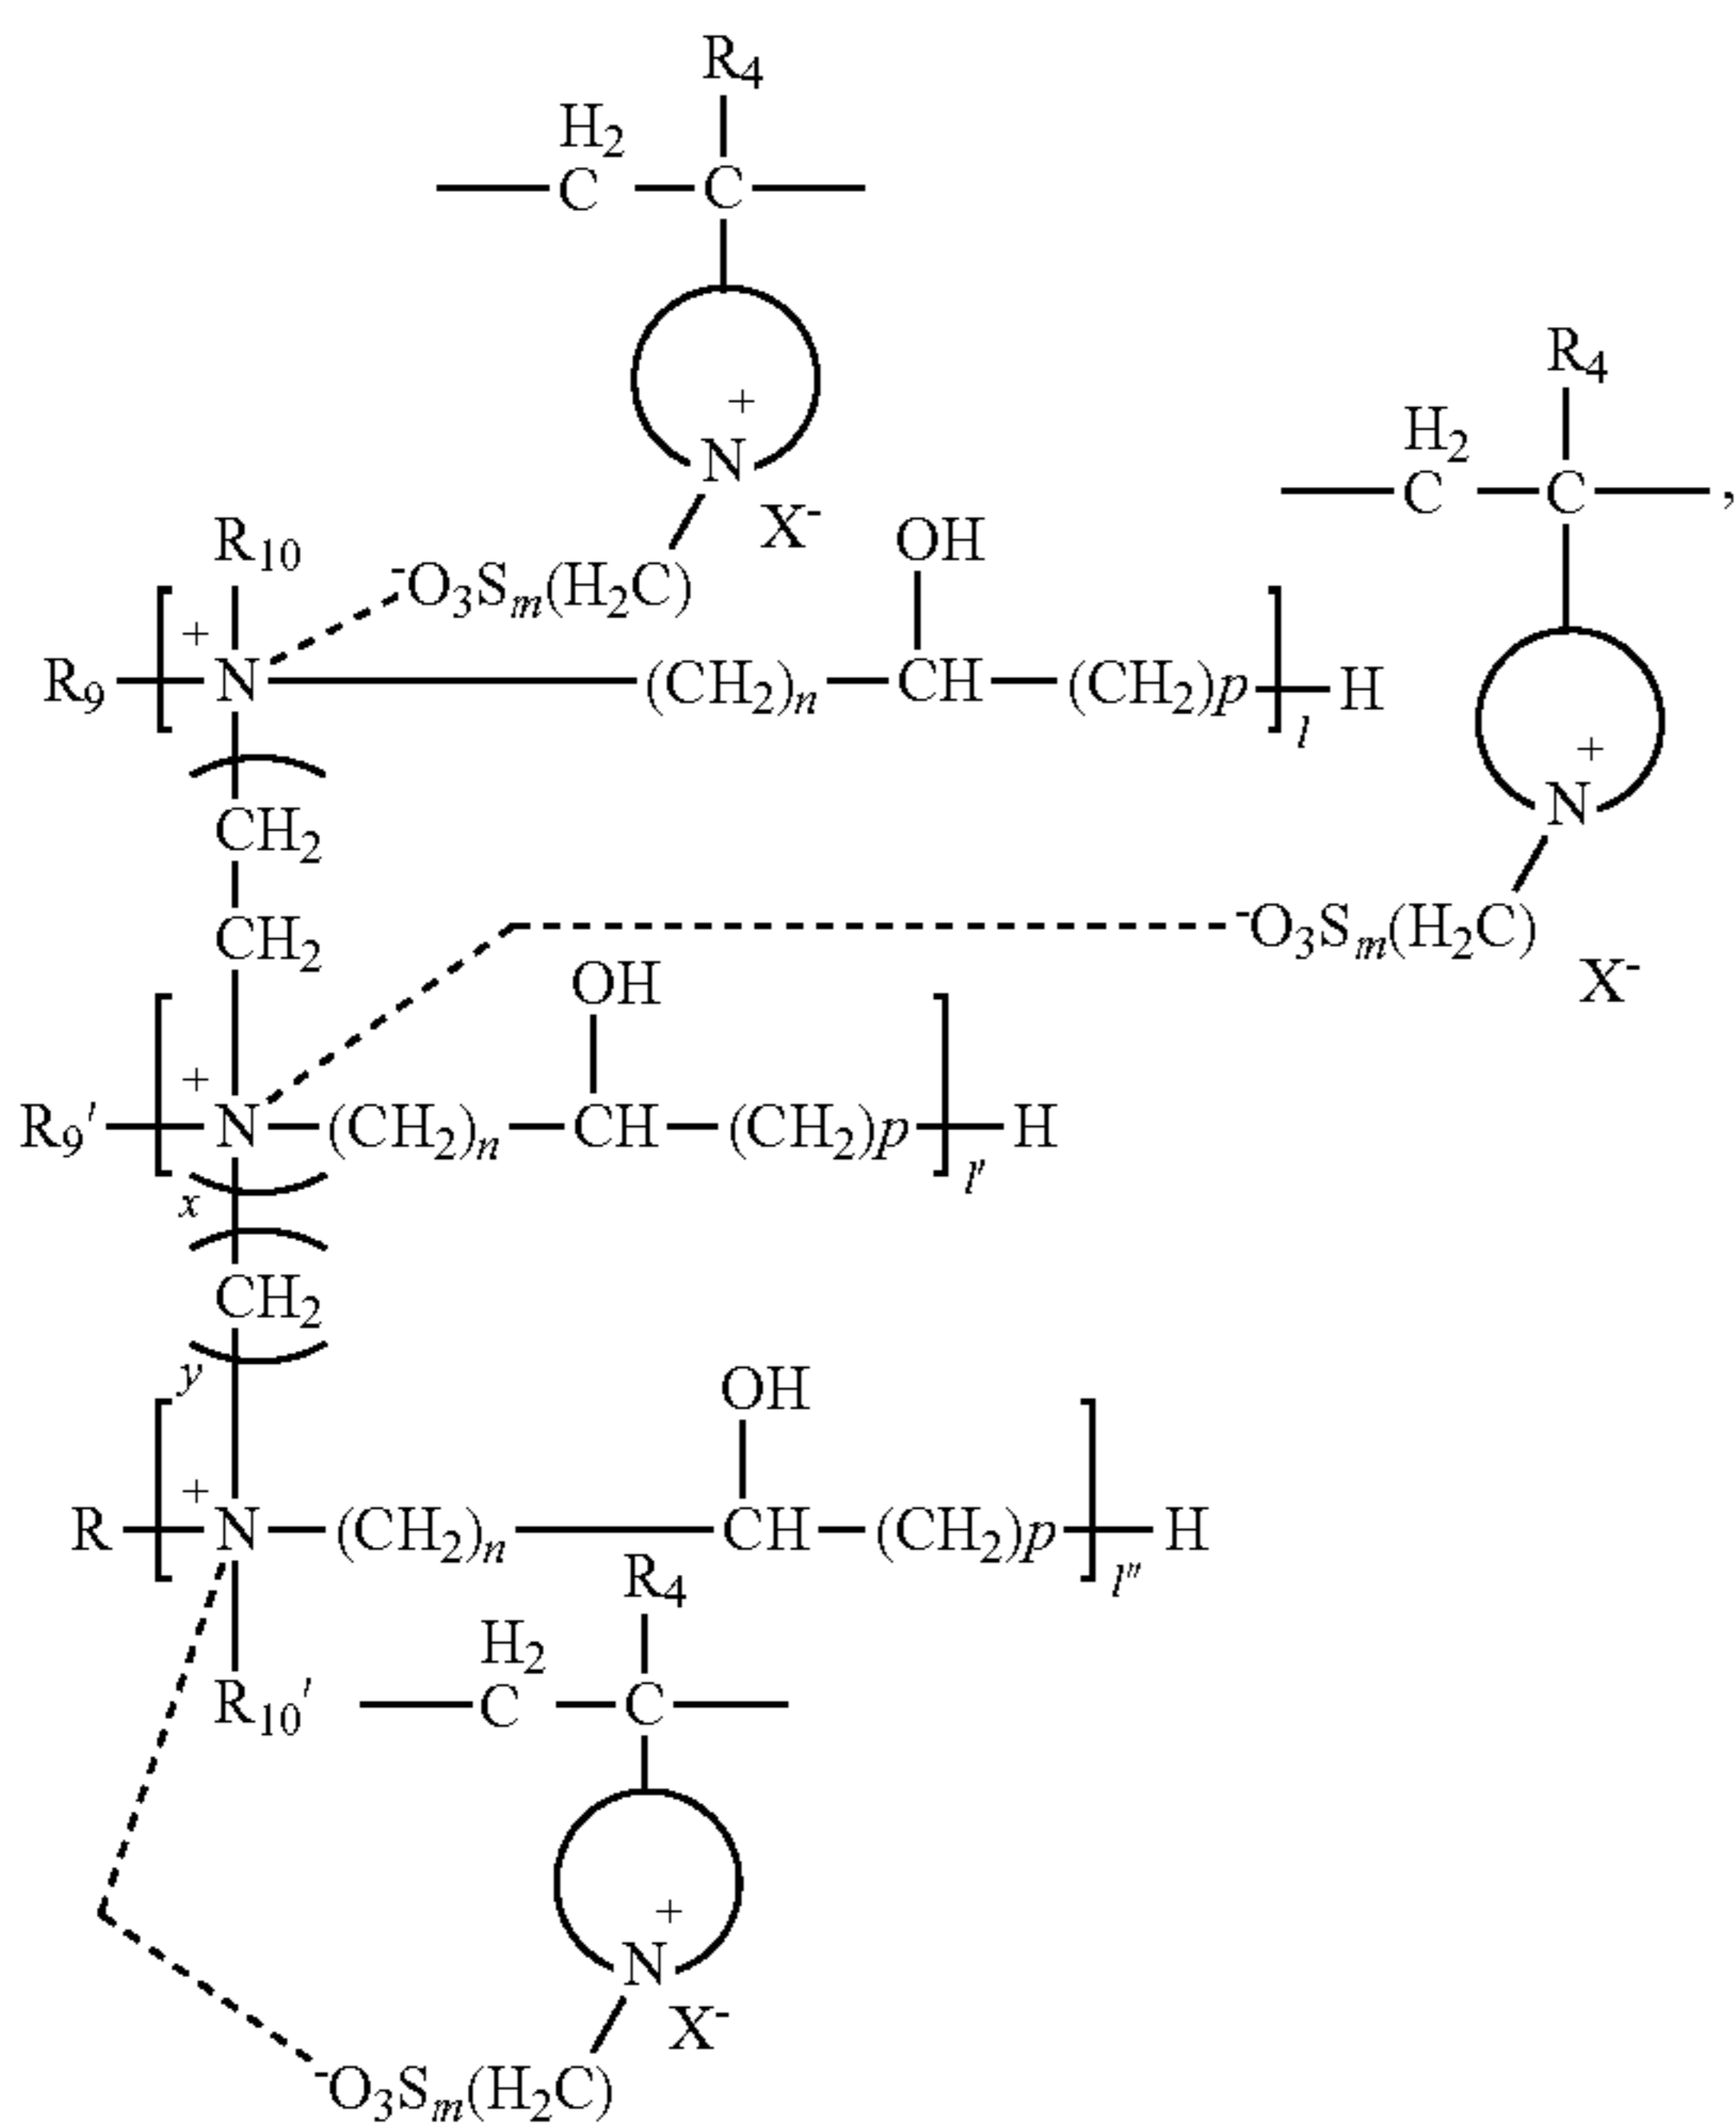 R4
H2
C C
+
N
X-
R4
H2
C C ,
+
N
X-
R10
-O3Sm(H2C)
OH
R9 [ + N (CH2)n CH (CH2)p ]l H
CH2
CH2
-O3Sm(H2C)
OH
R9' [ + N (CH2)n CH (CH2)p ]l' H
x
CH2
y
OH
R [ + N (CH2)n CH (CH2)p ]l" H
R4
H2
R10' C C
+
N
X-
-O3Sm(H2C)